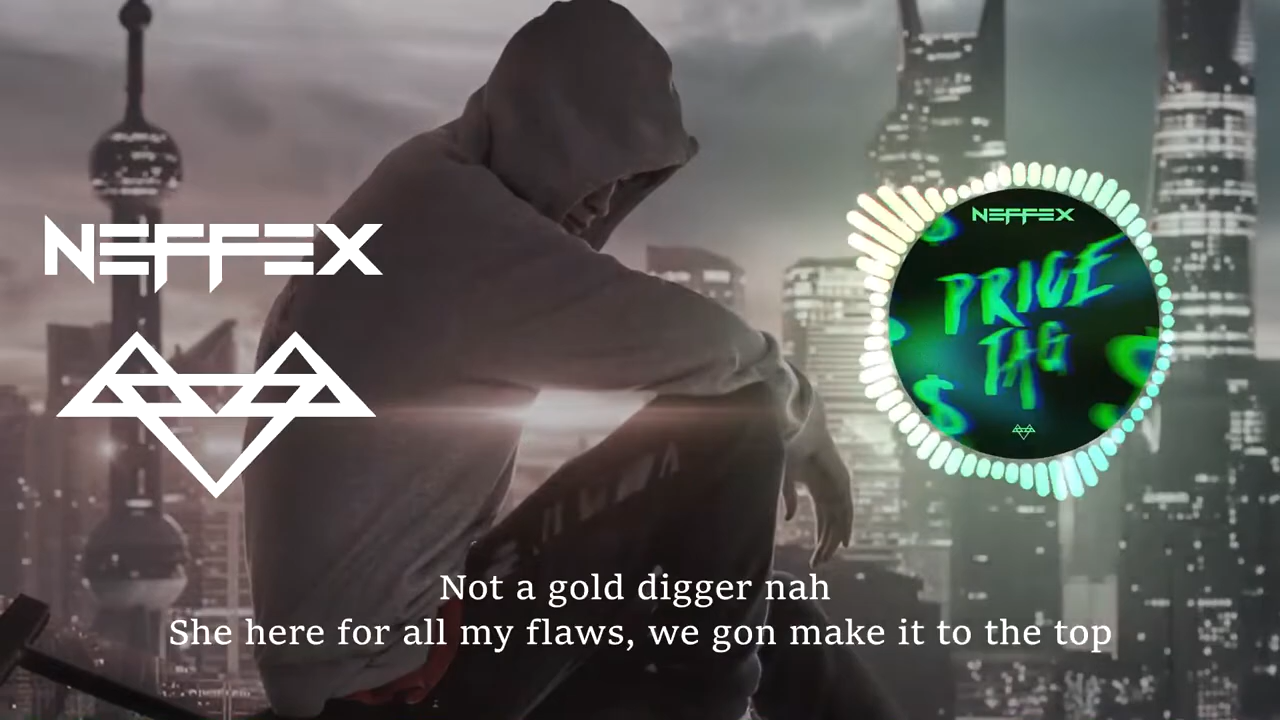 NEFFEX
NEFFEX
PRICE
TAG
Not a gold digger nah
She here for all my flaws, we gon make it to the top